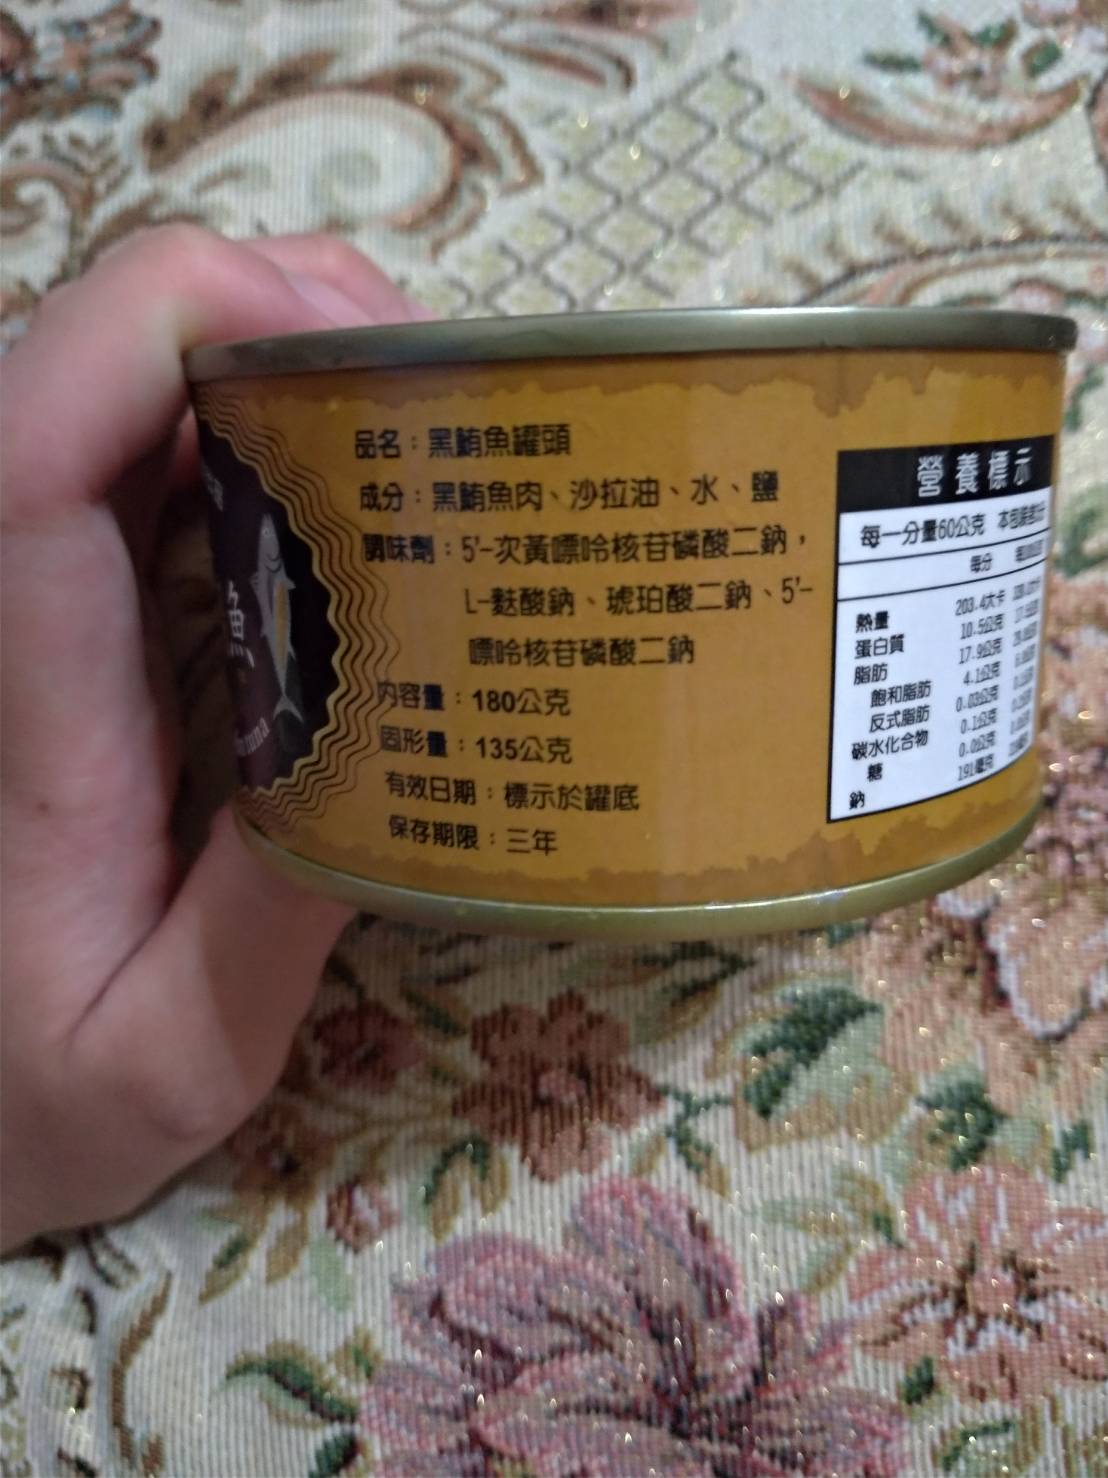 魚
品名：黑鮪魚罐頭
成分：黑鮪魚肉、沙拉油、水、鹽
調味劑：5'-次黃嘌呤核苷磷酸二鈉，
L-麩酸鈉、琥珀酸二鈉、5'-
嘌呤核苷磷酸二鈉
內容量：180公克
固形量：135公克
有效日期：標示於罐底
保存期限：三年
營養標示
每一分量60公克
每分
熱量 203.4大卡
蛋白質 10.5公克
脂肪 17.9公克
飽和脂肪 4.1公克
反式脂肪 0.03公克
碳水化合物 0.1公克
糖 0.0公克
鈉 191毫克